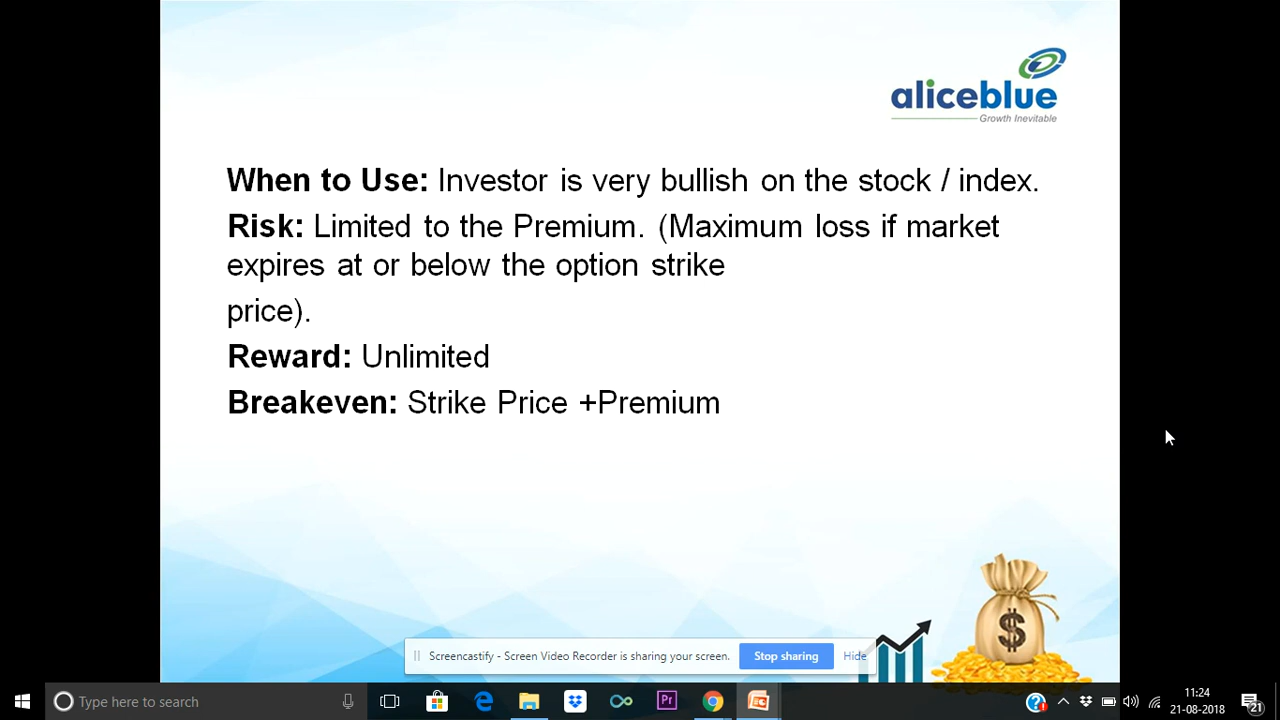 aliceblue
Growth Inevitable
When to Use: Investor is very bullish on the stock / index.
Risk: Limited to the Premium. (Maximum loss if market
expires at or below the option strike
price).
Reward: Unlimited
Breakeven: Strike Price +Premium
$
Screencastify - Screen Video Recorder is sharing your screen. Stop sharing Hide
Type here to search
Pr
11:24
21-08-2018
21